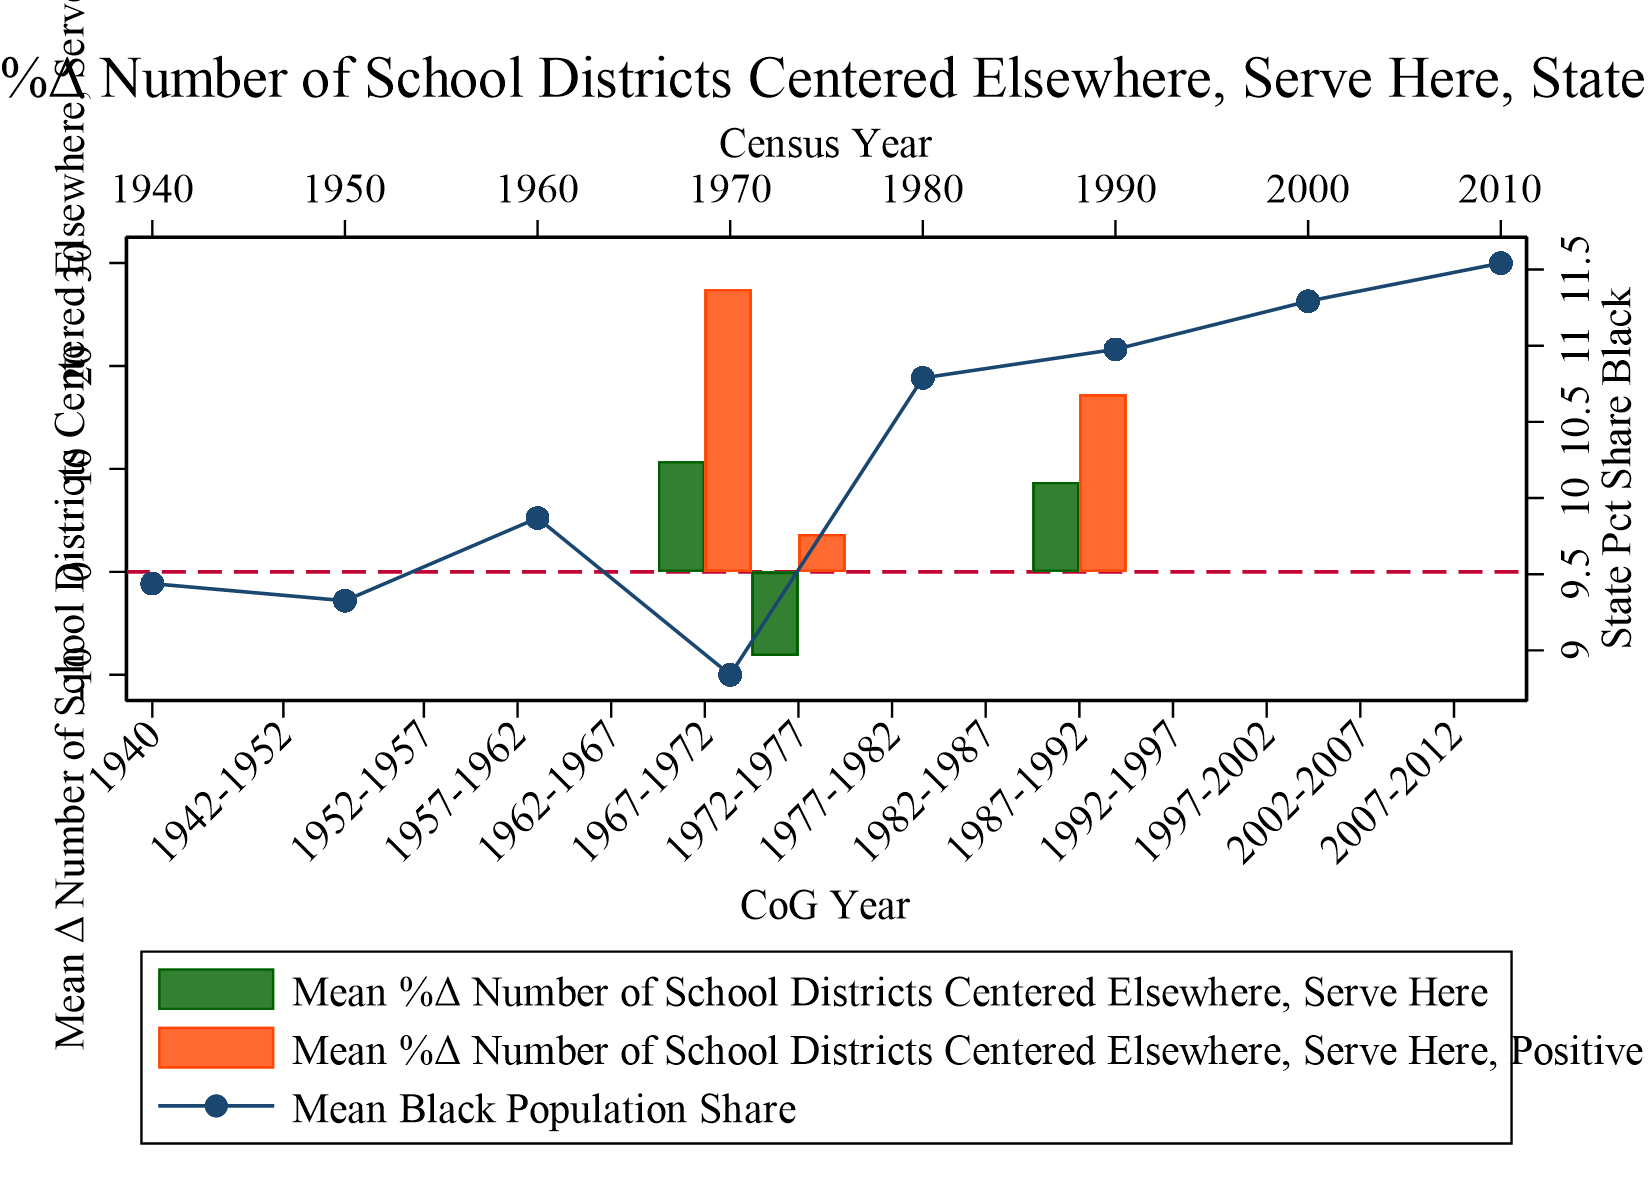 %Δ Number of School Districts Centered Elsewhere, Serve Here, State
Census Year
1940 1950 1960 1970 1980 1990 2000 2010
Mean Δ Number of School Districts Centered Elsewhere, Serve
30
20
10
0
11.5
11
10.5
10
9.5
9
State Pct Share Black
1940
1942-1952
1952-1957
1957-1962
1962-1967
1967-1972
1972-1977
1977-1982
1982-1987
1987-1992
1992-1997
1997-2002
2002-2007
2007-2012
CoG Year
Mean %Δ Number of School Districts Centered Elsewhere, Serve Here
Mean %Δ Number of School Districts Centered Elsewhere, Serve Here, Positive
Mean Black Population Share